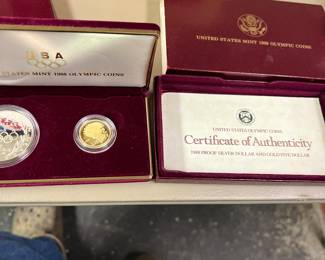 USA
UNITED STATES MINT 1988 OLYMPIC COINS
UNITED STATES MINT 1988 OLYMPIC COINS
UNITED STATES OLYMPIC COINS
Certificate of Authenticity
1988 PROOF SILVER DOLLAR AND GOLD FIVE DOLLAR